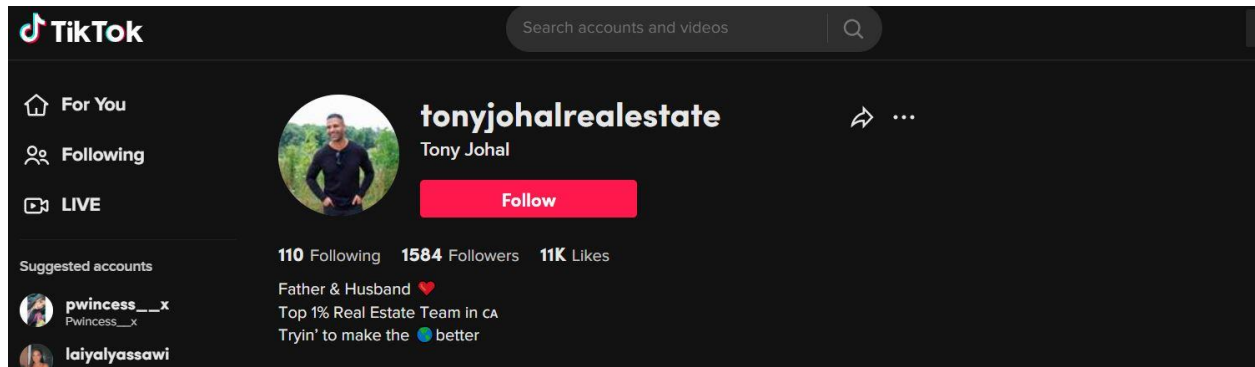 TikTok
Search accounts and videos
For You
Following
LIVE
Suggested accounts
pwincess__x
Pwincess__x
laiyalyassawi
tonyjohalrealestate
Tony Johal
Follow
110 Following 1584 Followers 11K Likes
Father & Husband ❤️
Top 1% Real Estate Team in CA
Tryin’ to make the 🌎 better